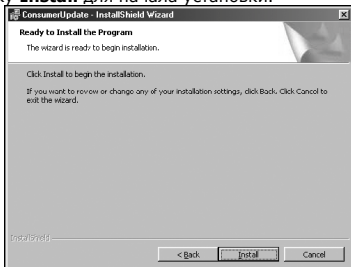 Install для начала установки.
ConsumerUpdate - InstallShield Wizard
Ready to Install the Program
The wizard is ready to begin installation.
Click Install to begin the installation.
If you want to review or change any of your installation settings, click Back. Click Cancel to
exit the wizard.
InstallShield
< Back Install Cancel